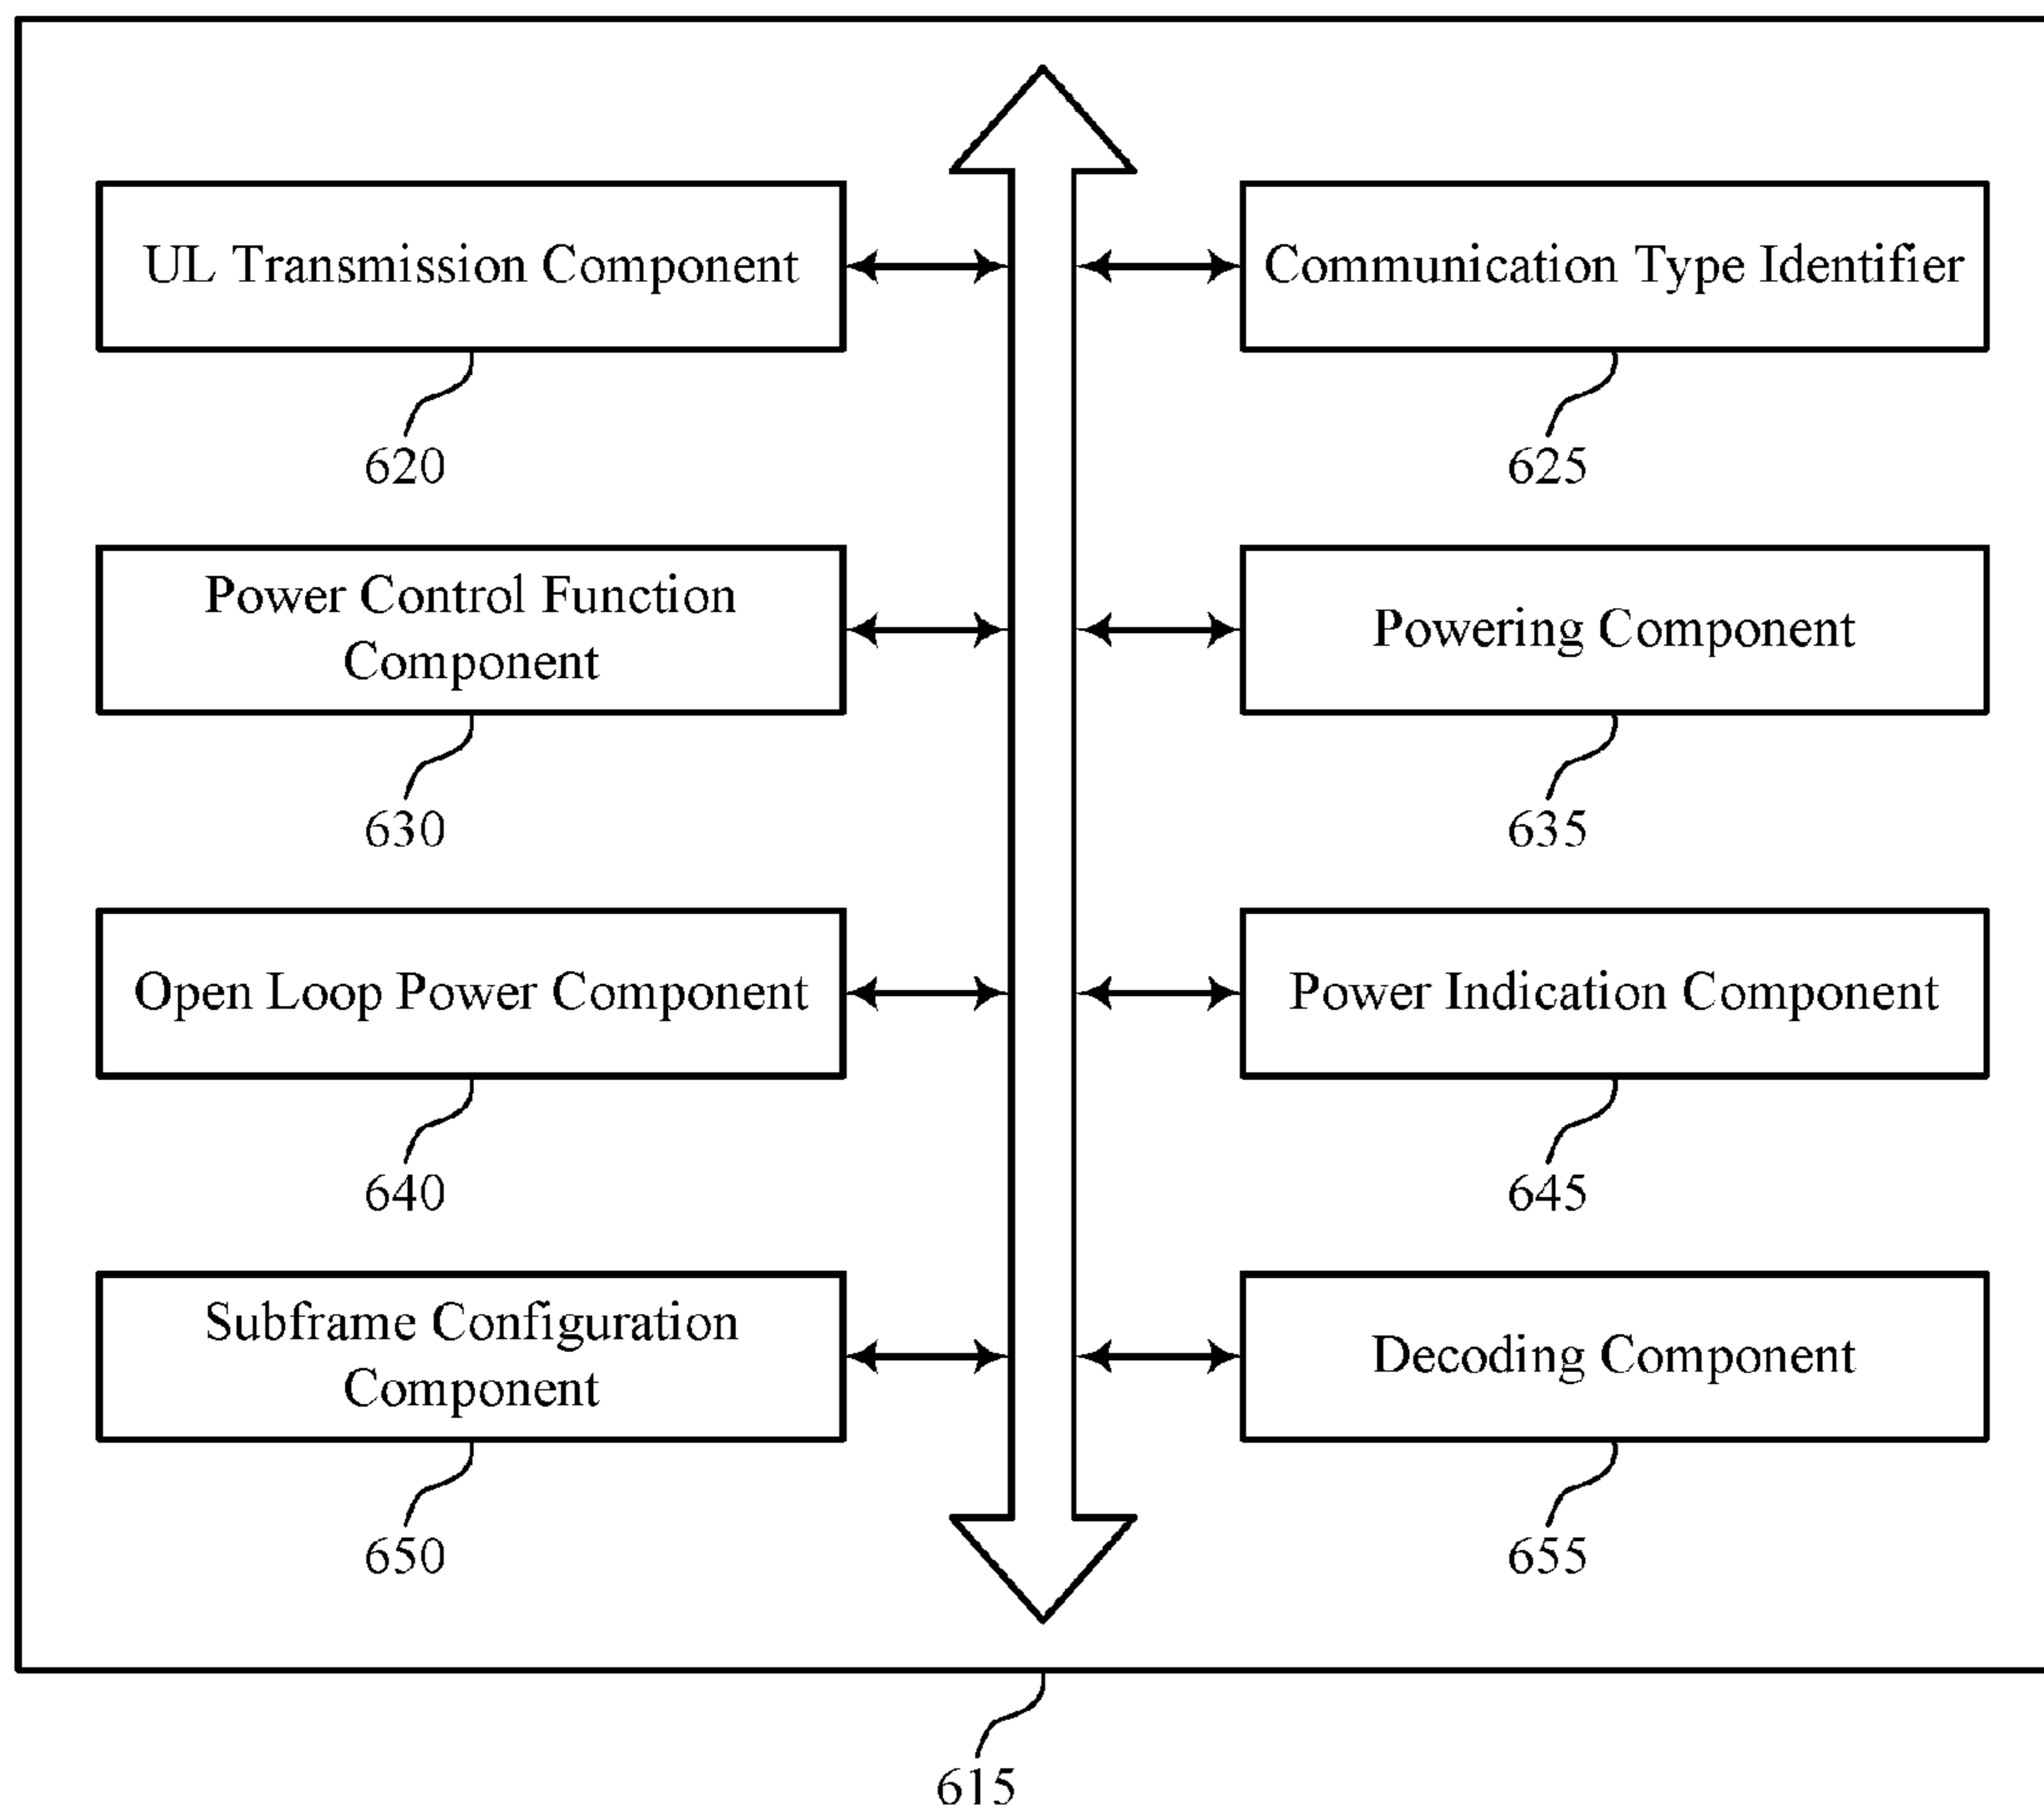 UL Transmission Component
Communication Type Identifier
620
625
Power Control Function
Component
Powering Component
630
635
Open Loop Power Component
Power Indication Component
640
645
Subframe Configuration
Component
Decoding Component
650
655
615